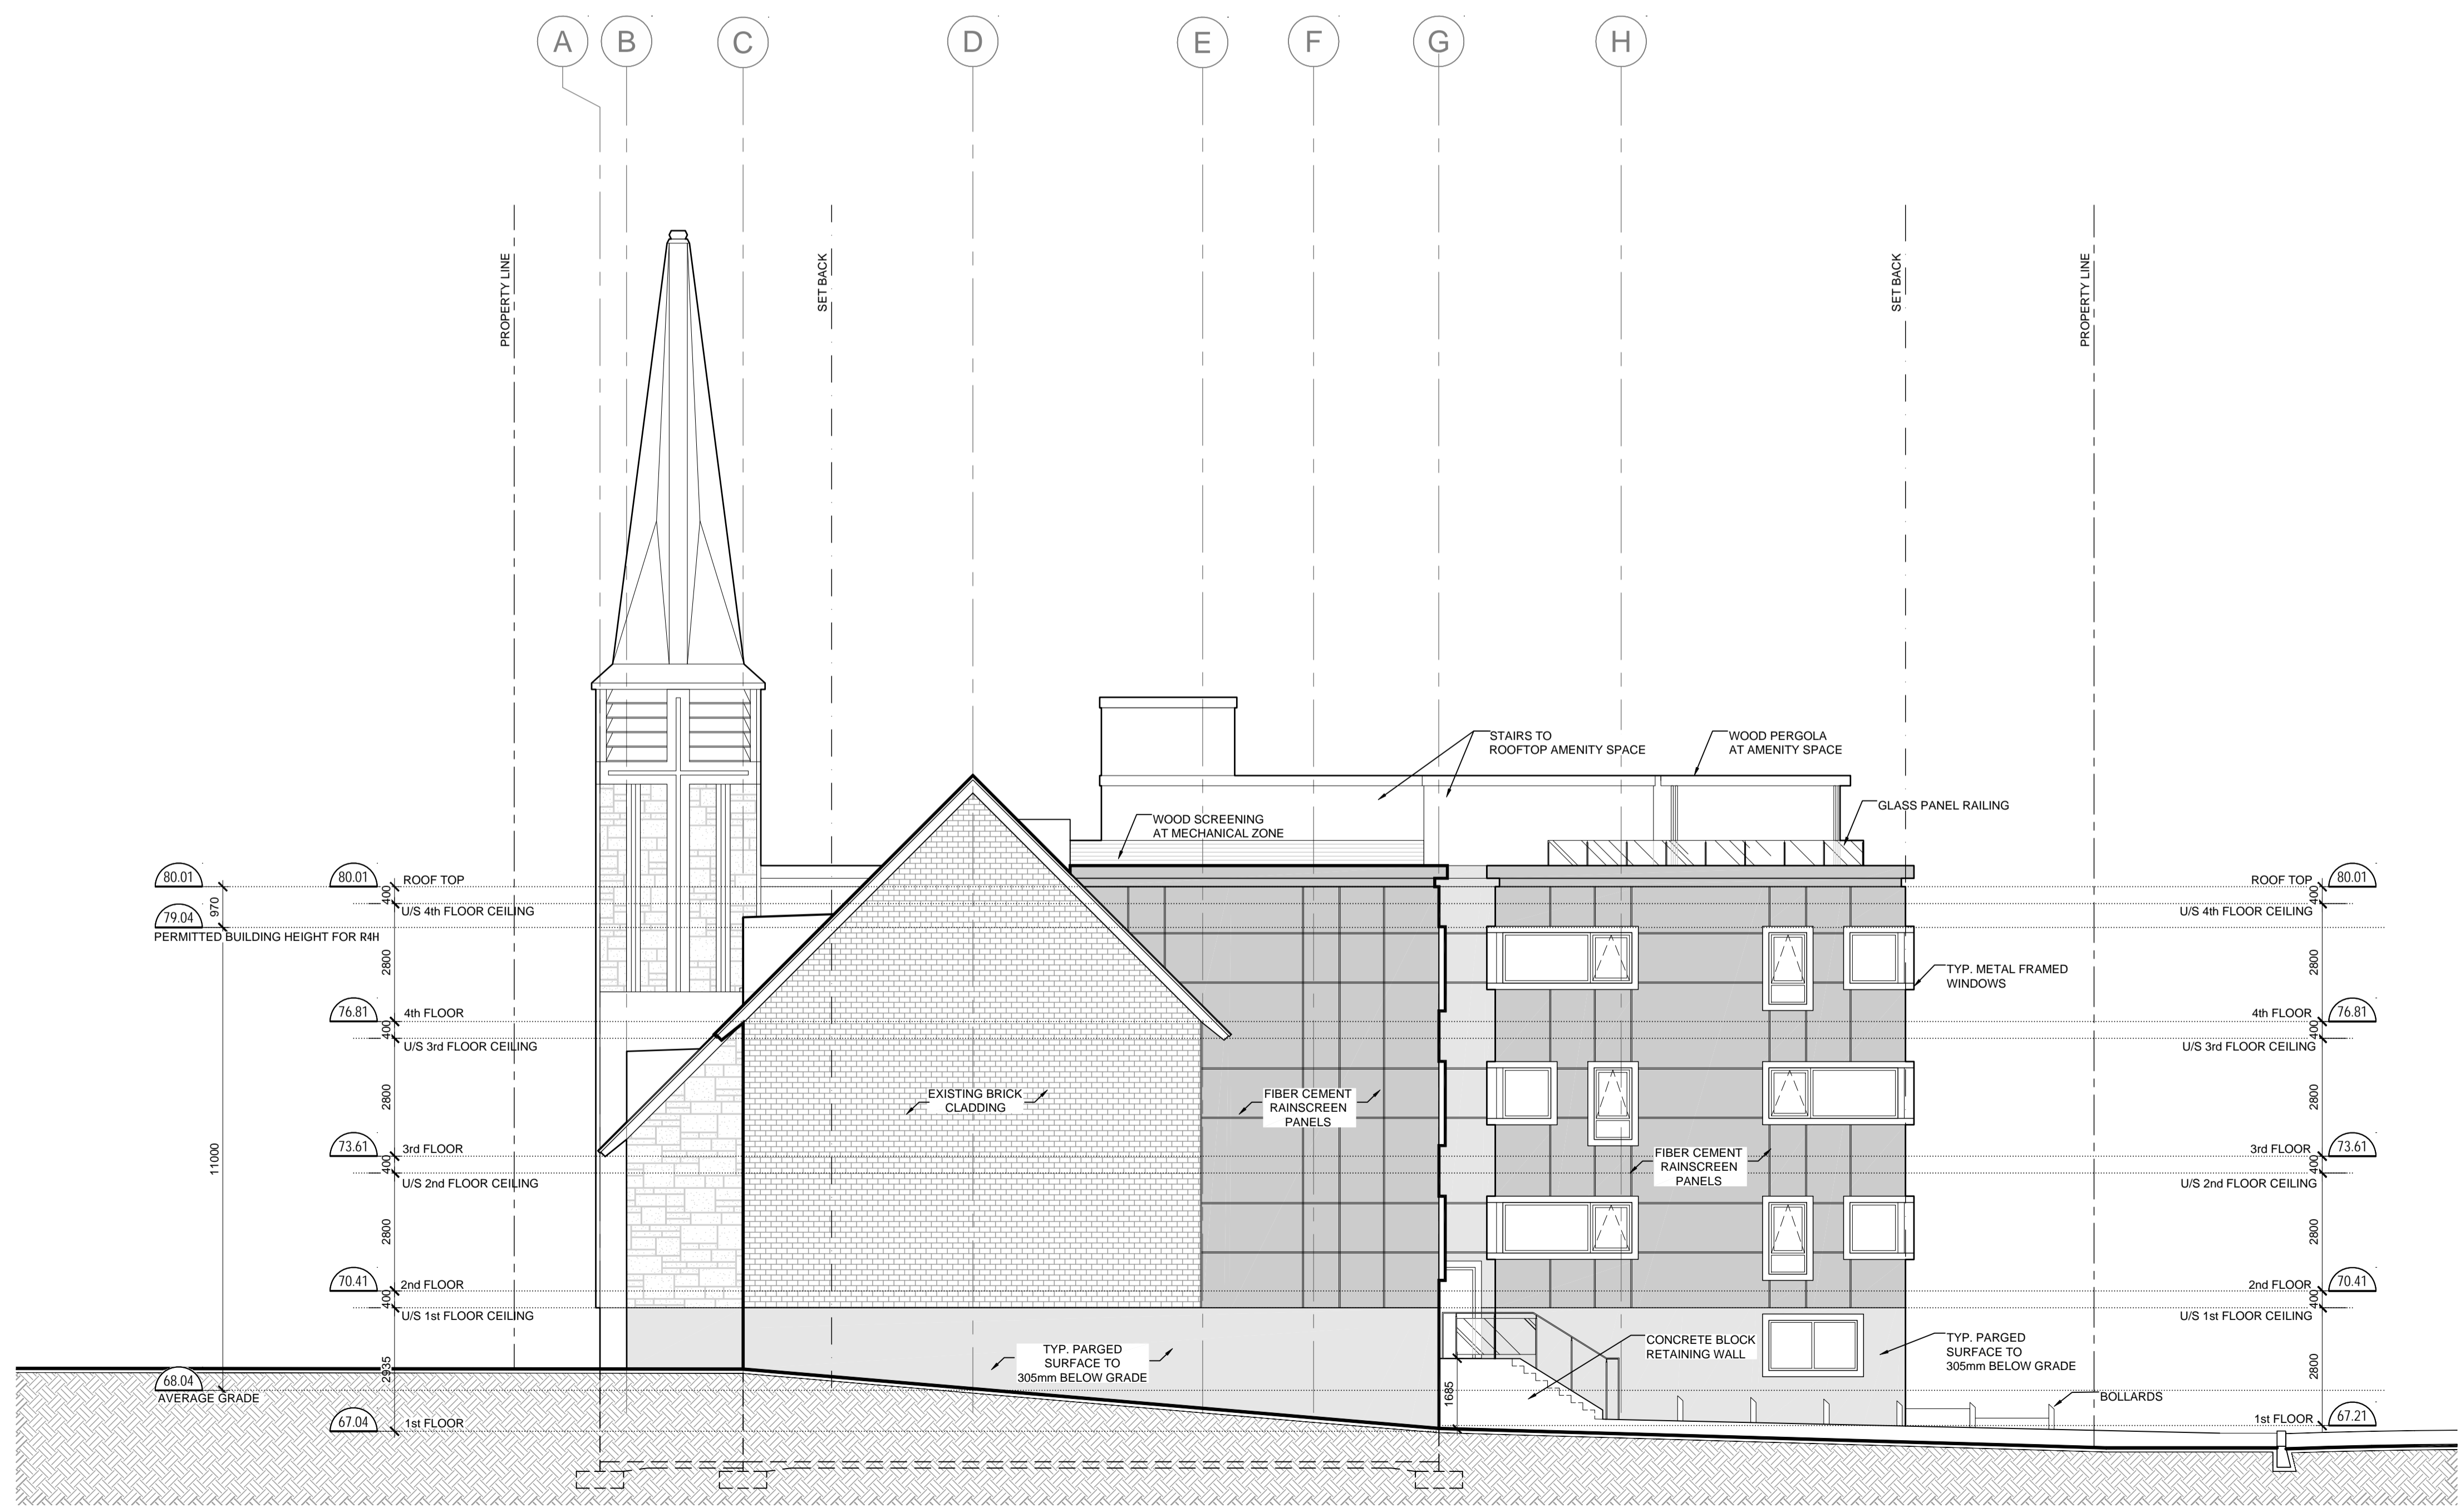 A
B
C
D
E
F
G
H
PROPERTY LINE
SET BACK
SET BACK
PROPERTY LINE
STAIRS TO
ROOFTOP AMENITY SPACE
WOOD PERGOLA
AT AMENITY SPACE
GLASS PANEL RAILING
WOOD SCREENING
AT MECHANICAL ZONE
80.01
970
79.04
PERMITTED BUILDING HEIGHT FOR R4H
11000
68.04
AVERAGE GRADE
80.01
ROOF TOP
400
U/S 4th FLOOR CEILING
2800
76.81
4th FLOOR
400
U/S 3rd FLOOR CEILING
2800
73.61
3rd FLOOR
400
U/S 2nd FLOOR CEILING
2800
70.41
2nd FLOOR
400
U/S 1st FLOOR CEILING
2935
67.04
1st FLOOR
EXISTING BRICK
CLADDING
FIBER CEMENT
RAINSCREEN
PANELS
FIBER CEMENT
RAINSCREEN
PANELS
TYP. METAL FRAMED
WINDOWS
TYP. PARGED
SURFACE TO
305mm BELOW GRADE
CONCRETE BLOCK
RETAINING WALL
1685
TYP. PARGED
SURFACE TO
305mm BELOW GRADE
BOLLARDS
ROOF TOP
80.01
400
U/S 4th FLOOR CEILING
2800
4th FLOOR
76.81
400
U/S 3rd FLOOR CEILING
2800
3rd FLOOR
73.61
400
U/S 2nd FLOOR CEILING
2800
2nd FLOOR
70.41
400
U/S 1st FLOOR CEILING
2800
1st FLOOR
67.21